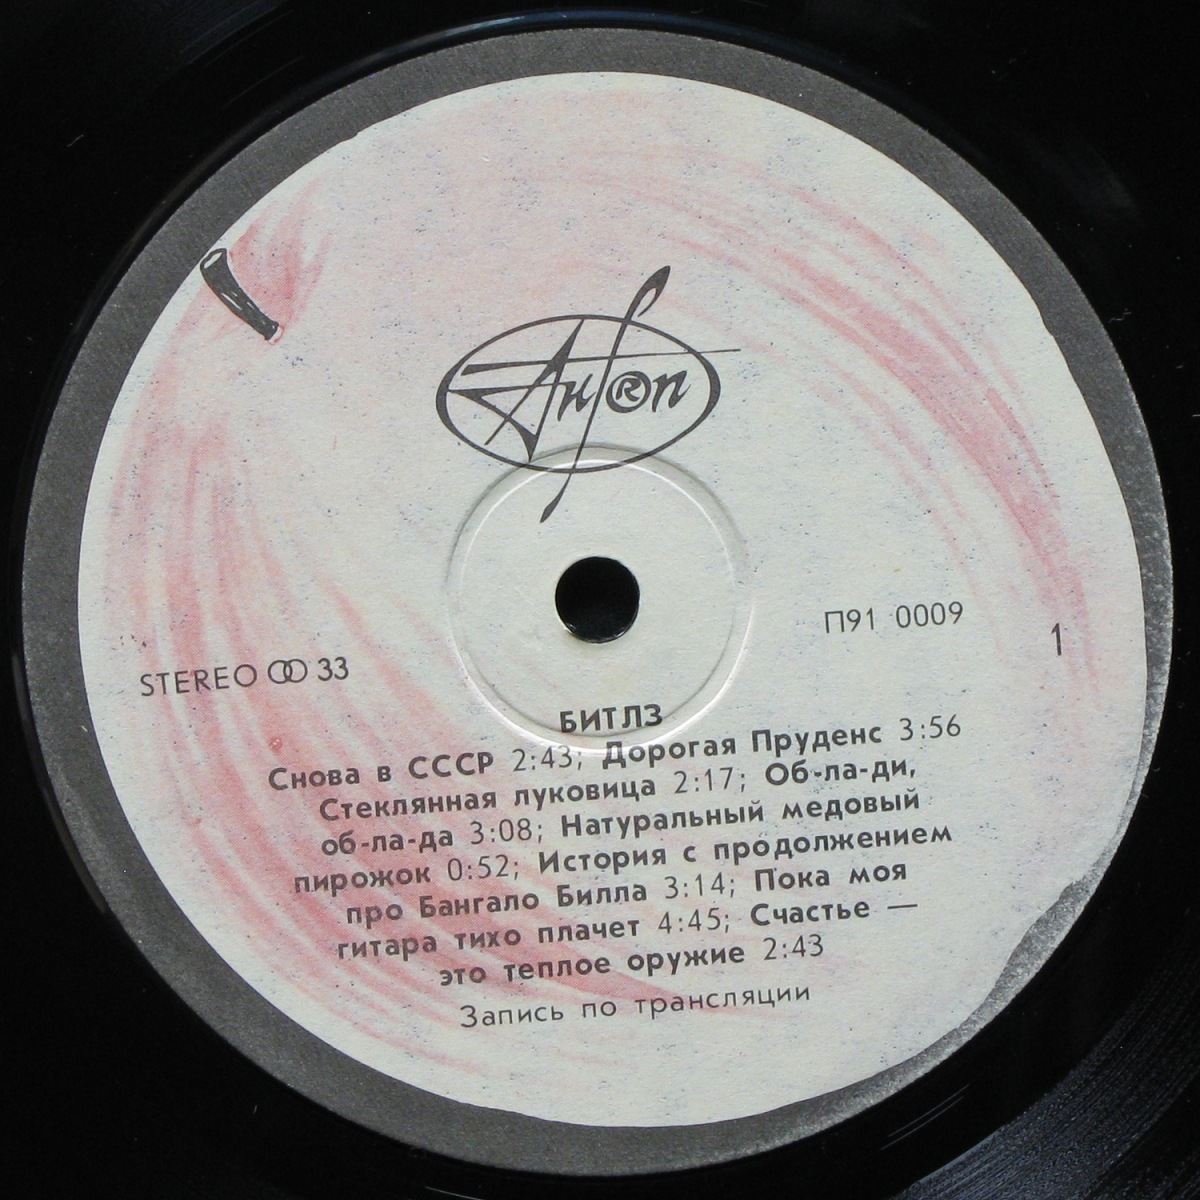 АнТ®оп
П91 0009
1
STEREO 33
БИТЛЗ
Снова в СССР 2:43; Дорогая Пруденс 3:56
Стеклянная луковица 2:17; Об-ла-ди,
об-ла-да 3:08; Натуральный медовый
пирожок 0:52; История с продолжением
про Бангало Билла 3:14; Пока моя
гитара тихо плачет 4:45; Счастье —
это теплое оружие 2:43
Запись по трансляции